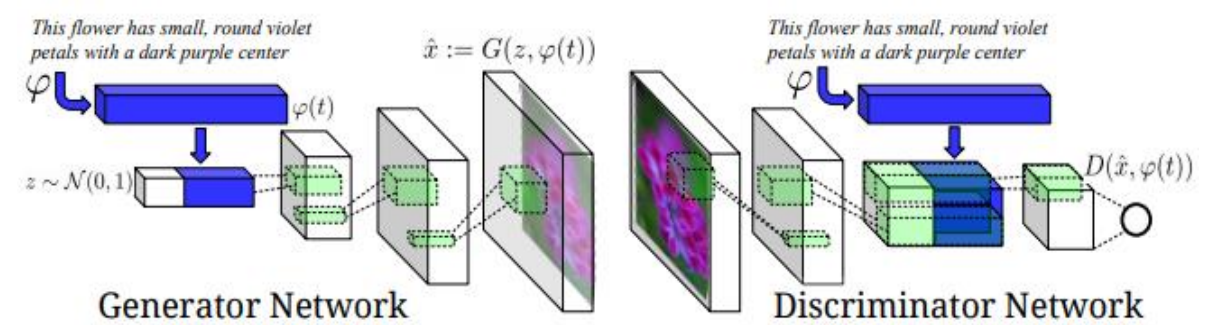 This flower has small, round violet
petals with a dark purple center
φ
φ(t)
z ∼ N(0, 1)
x̂ := G(z, φ(t))
Generator Network
This flower has small, round violet
petals with a dark purple center
φ
D(x̂, φ(t))
Discriminator Network